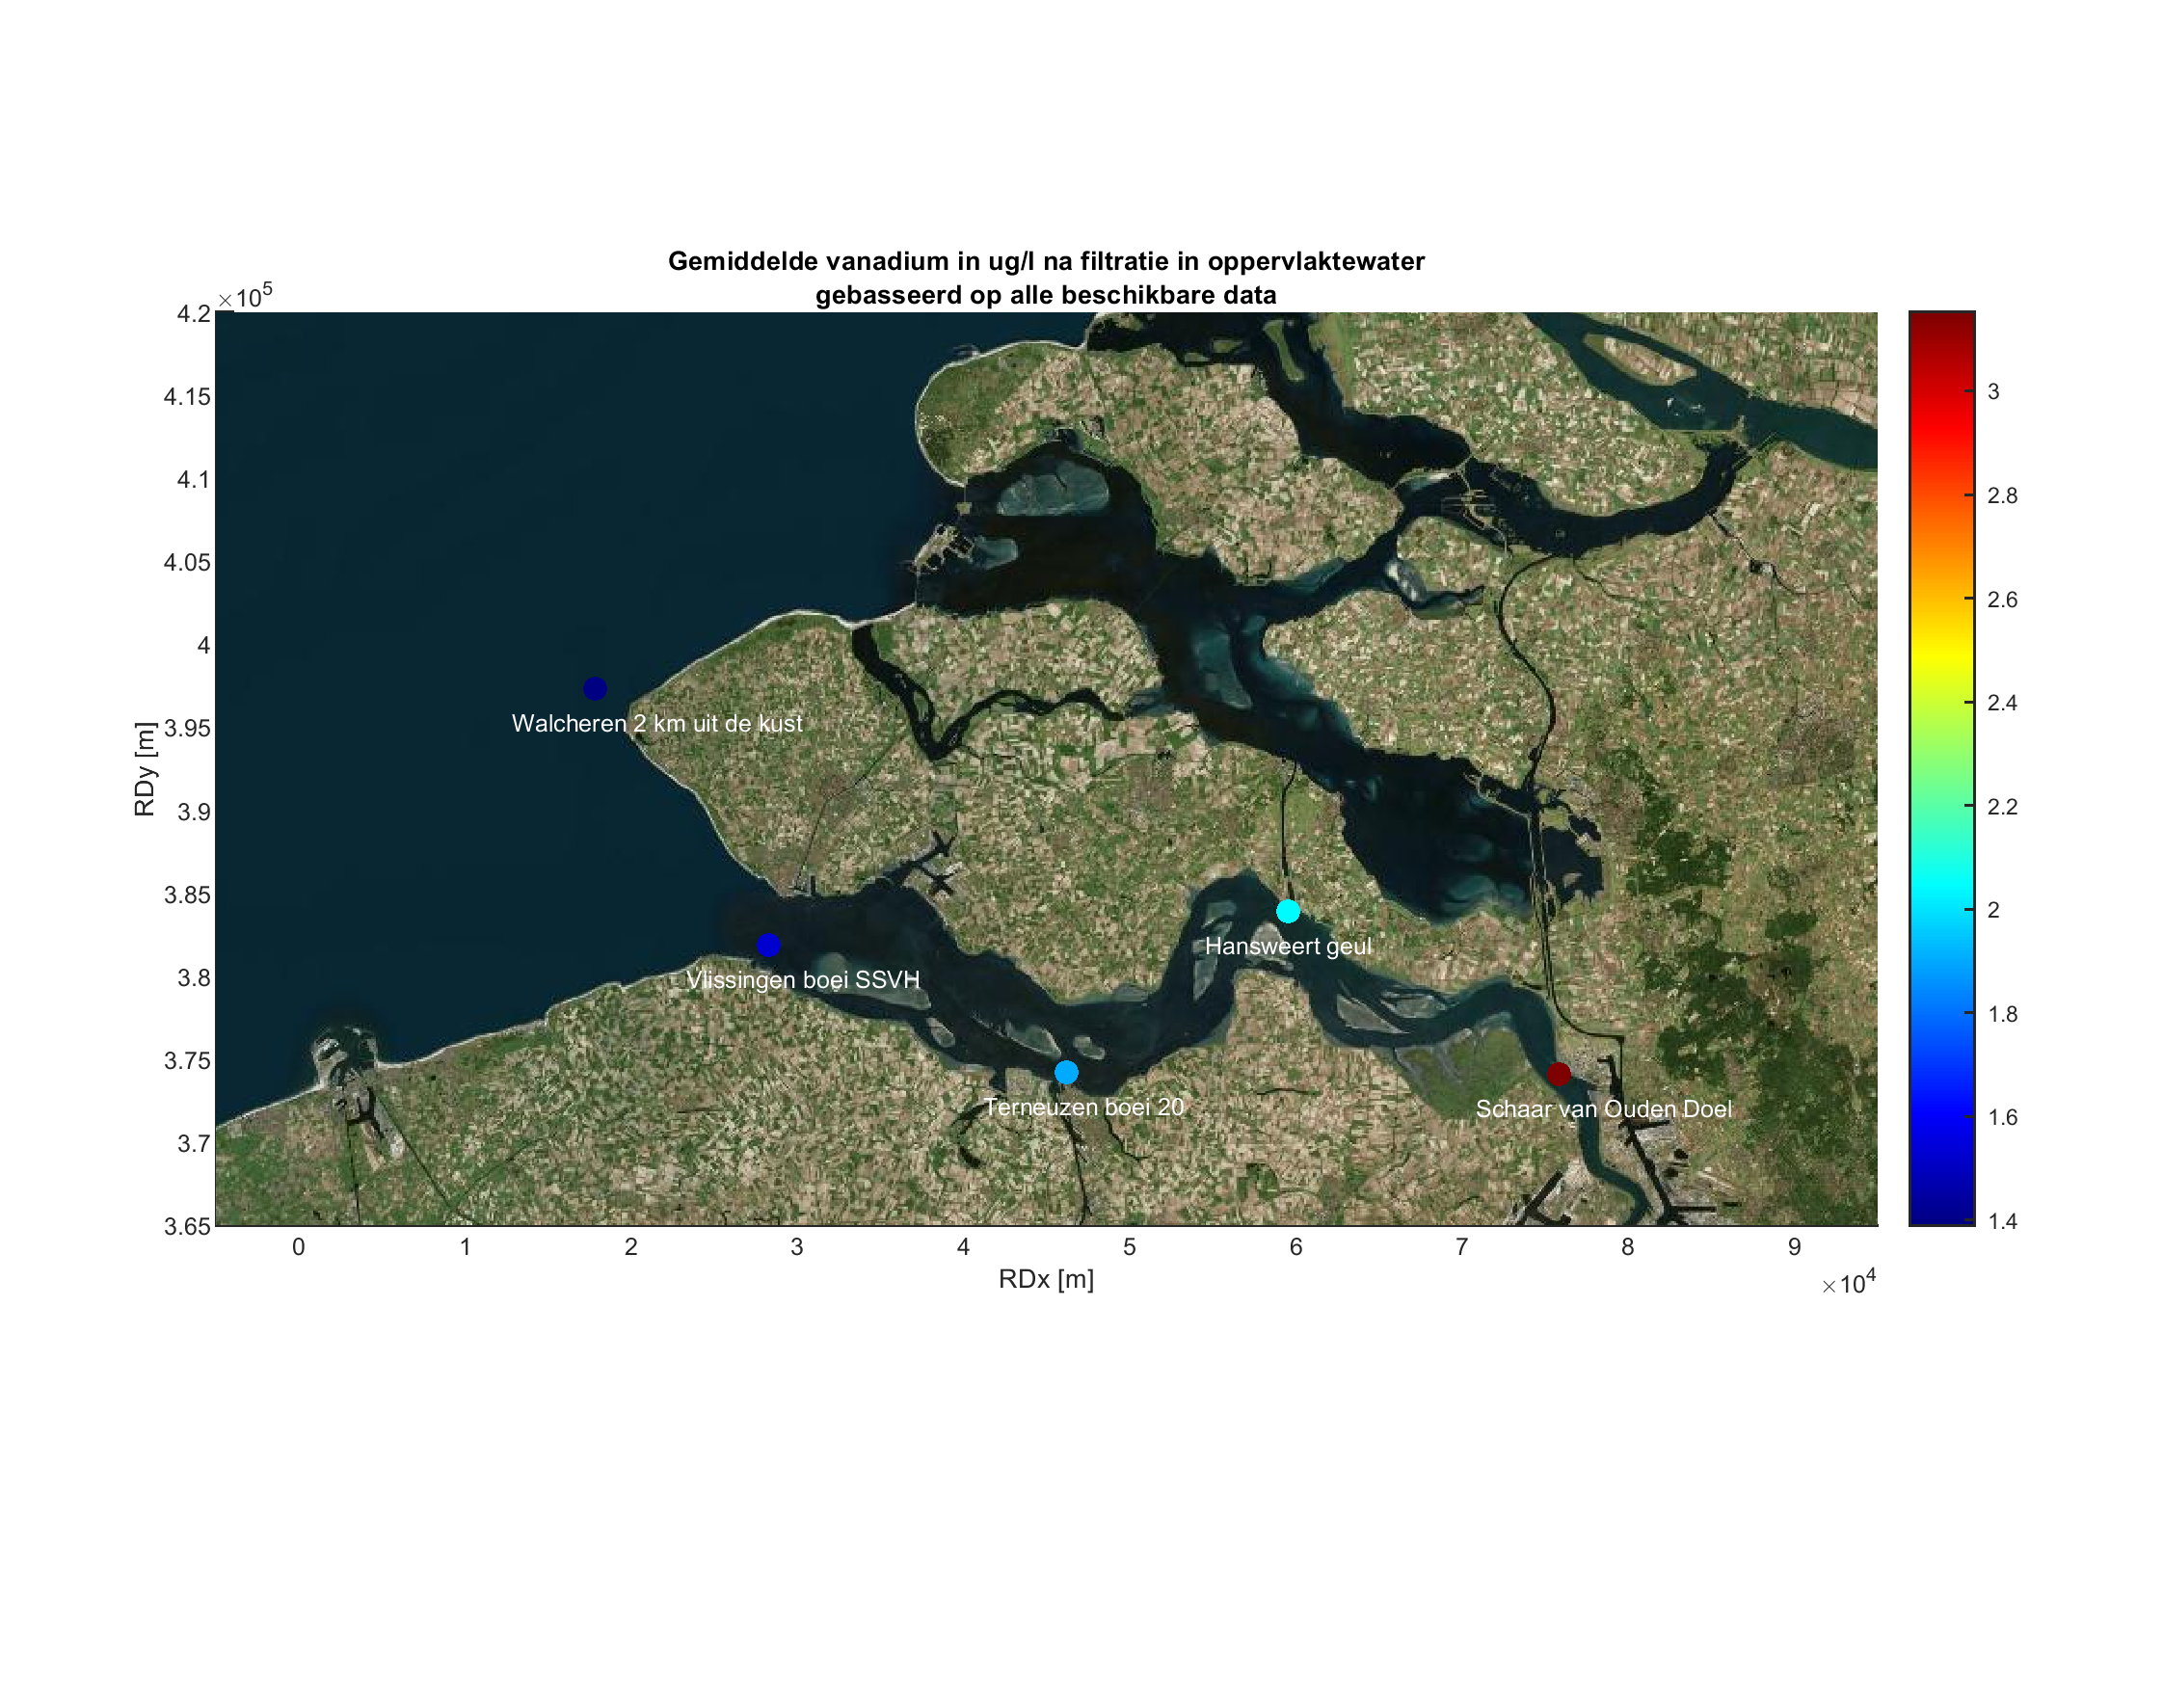 Gemiddelde vanadium in ug/l na filtratie in oppervlaktewater
gebasseerd op alle beschikbare data
×10^5
4.2
4.15
4.1
4.05
4
3.95
3.9
3.85
3.8
3.75
3.7
3.65
RDy [m]
Walcheren 2 km uit de kust
Vlissingen boei SSVH
Hansweert geul
Terneuzen boei 20
Schaar van Ouden Doel
0 1 2 3 4 5 6 7 8 9
RDx [m]
×10^4
3
2.8
2.6
2.4
2.2
2
1.8
1.6
1.4